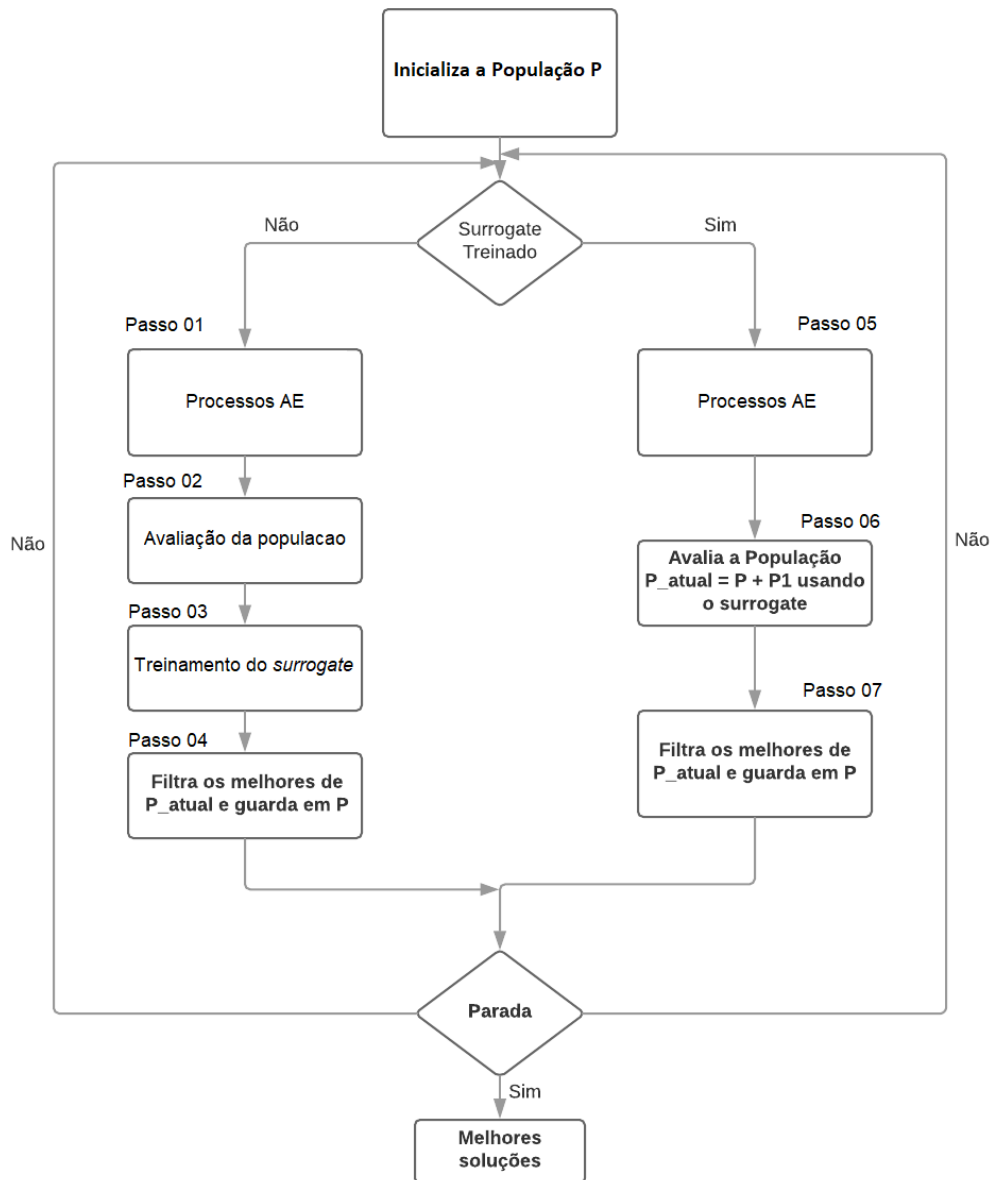 Inicializa a População P
Surrogate
Treinado
Não
Sim
Passo 01
Processos AE
Passo 02
Avaliação da populacao
Passo 03
Treinamento do surrogate
Passo 04
Filtra os melhores de
P_atual e guarda em P
Passo 05
Processos AE
Passo 06
Avalia a População
P_atual = P + P1 usando
o surrogate
Passo 07
Filtra os melhores de
P_atual e guarda em P
Não
Não
Parada
Sim
Melhores
soluções